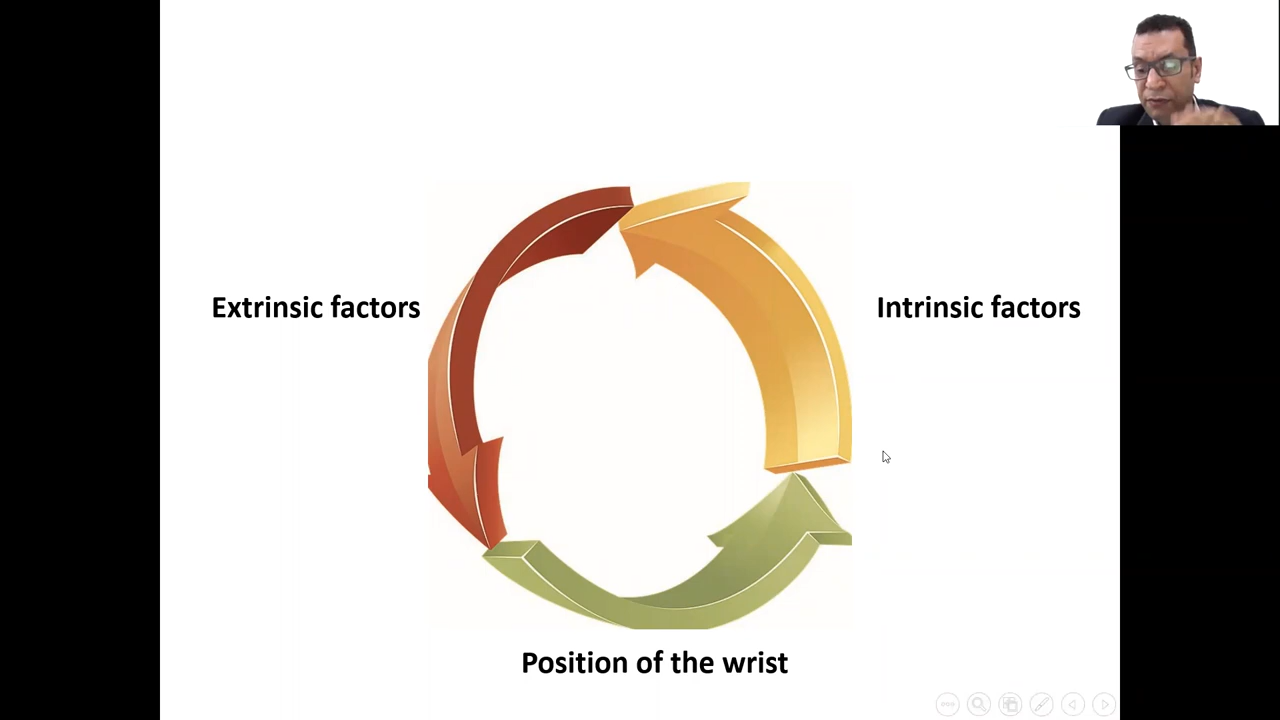 Extrinsic factors
Intrinsic factors
Position of the wrist